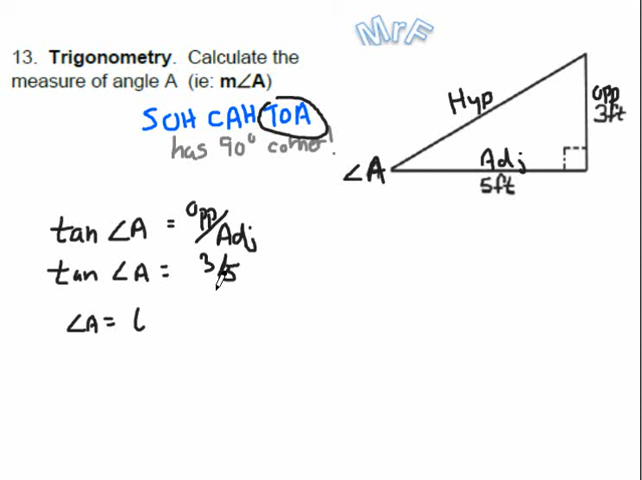 MrF
13. Trigonometry. Calculate the
measure of angle A (ie: m∠A)
SOH CAH TOA
has 90° corner!
Hyp
opp
3ft
∠A
Adj
5ft
tan ∠A = opp/Adj
tan ∠A = 3/5
∠A = (